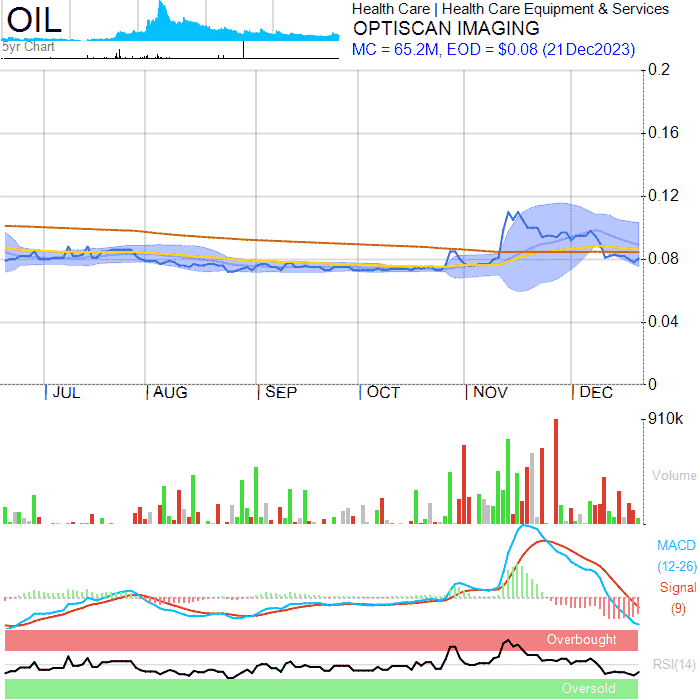 OIL
5yr Chart
Health Care | Health Care Equipment & Services
OPTISCAN IMAGING
MC = 65.2M, EOD = $0.08 (21Dec2023)
0.2
0.16
0.12
0.08
0.04
0
JUL AUG SEP OCT NOV DEC
910k
Volume
MACD
(12-26)
Signal
(9)
Overbought
RSI(14)
Oversold